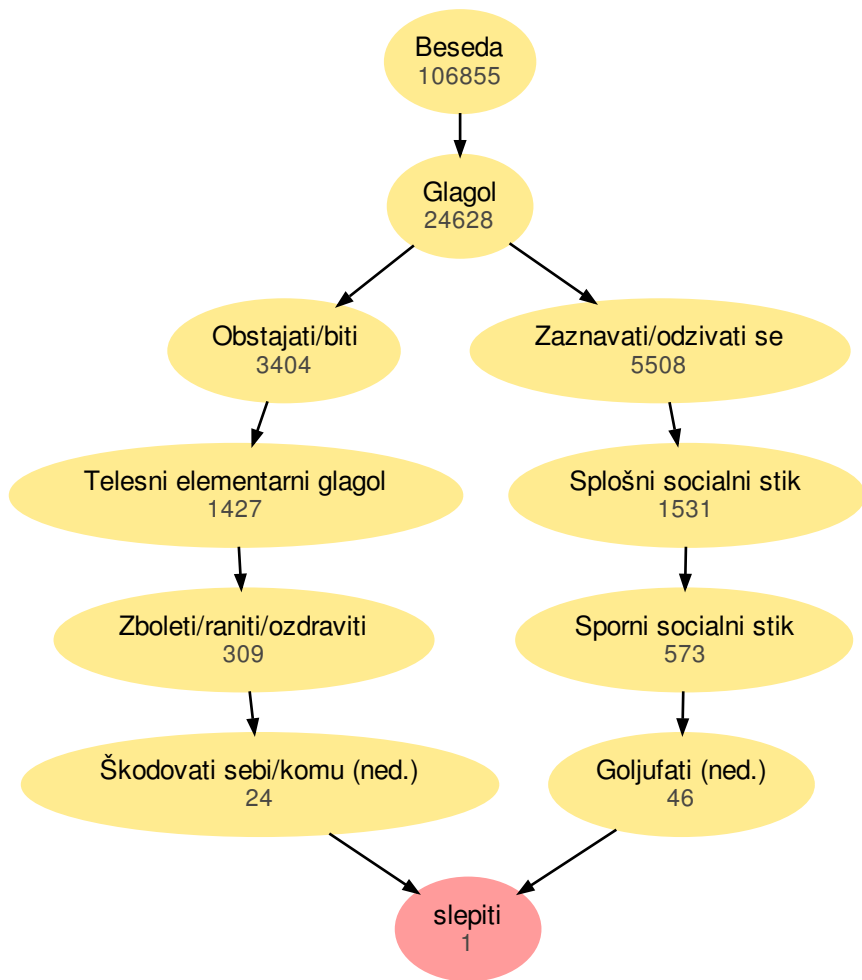 Beseda
106855
Glagol
24628
Obstajati/biti
3404
Zaznavati/odzivati se
5508
Telesni elementarni glagol
1427
Splošni socialni stik
1531
Zboleti/raniti/ozdraviti
309
Sporni socialni stik
573
Škodovati sebi/komu (ned.)
24
Goljufati (ned.)
46
slepiti
1